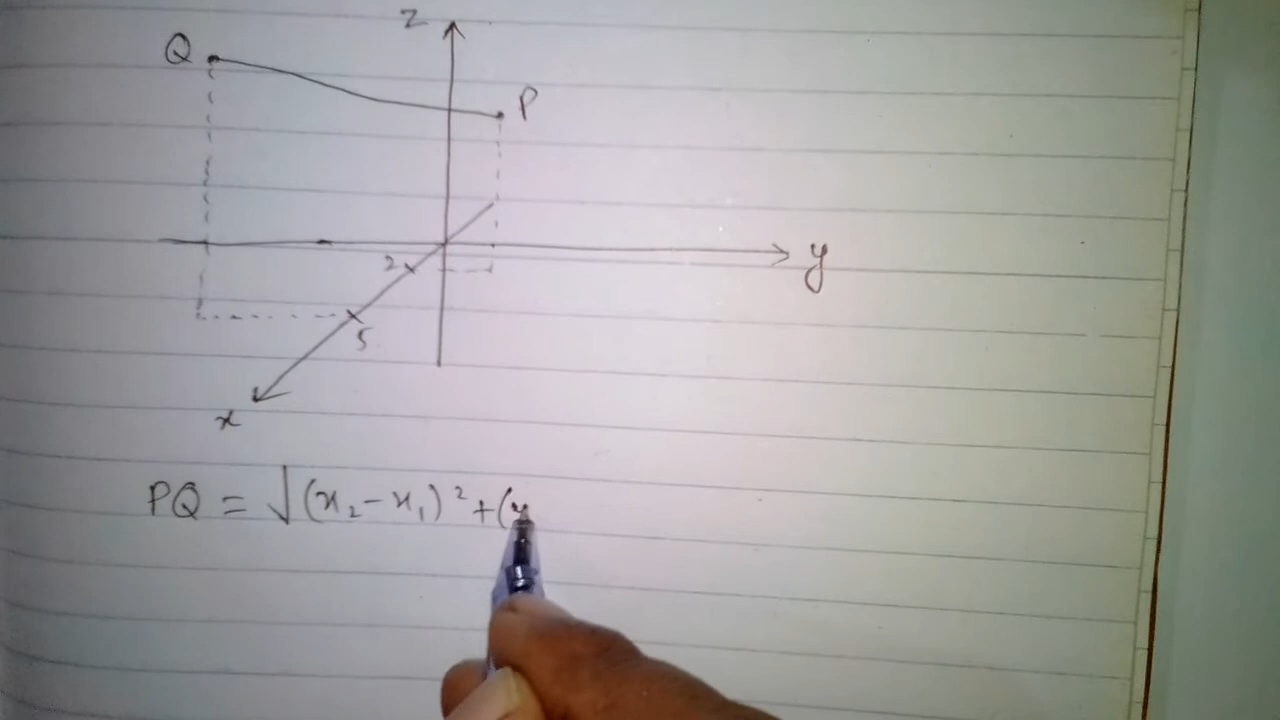 z
Q
P
y
2
5
x
PQ = √(x₂ - x₁)² + (y